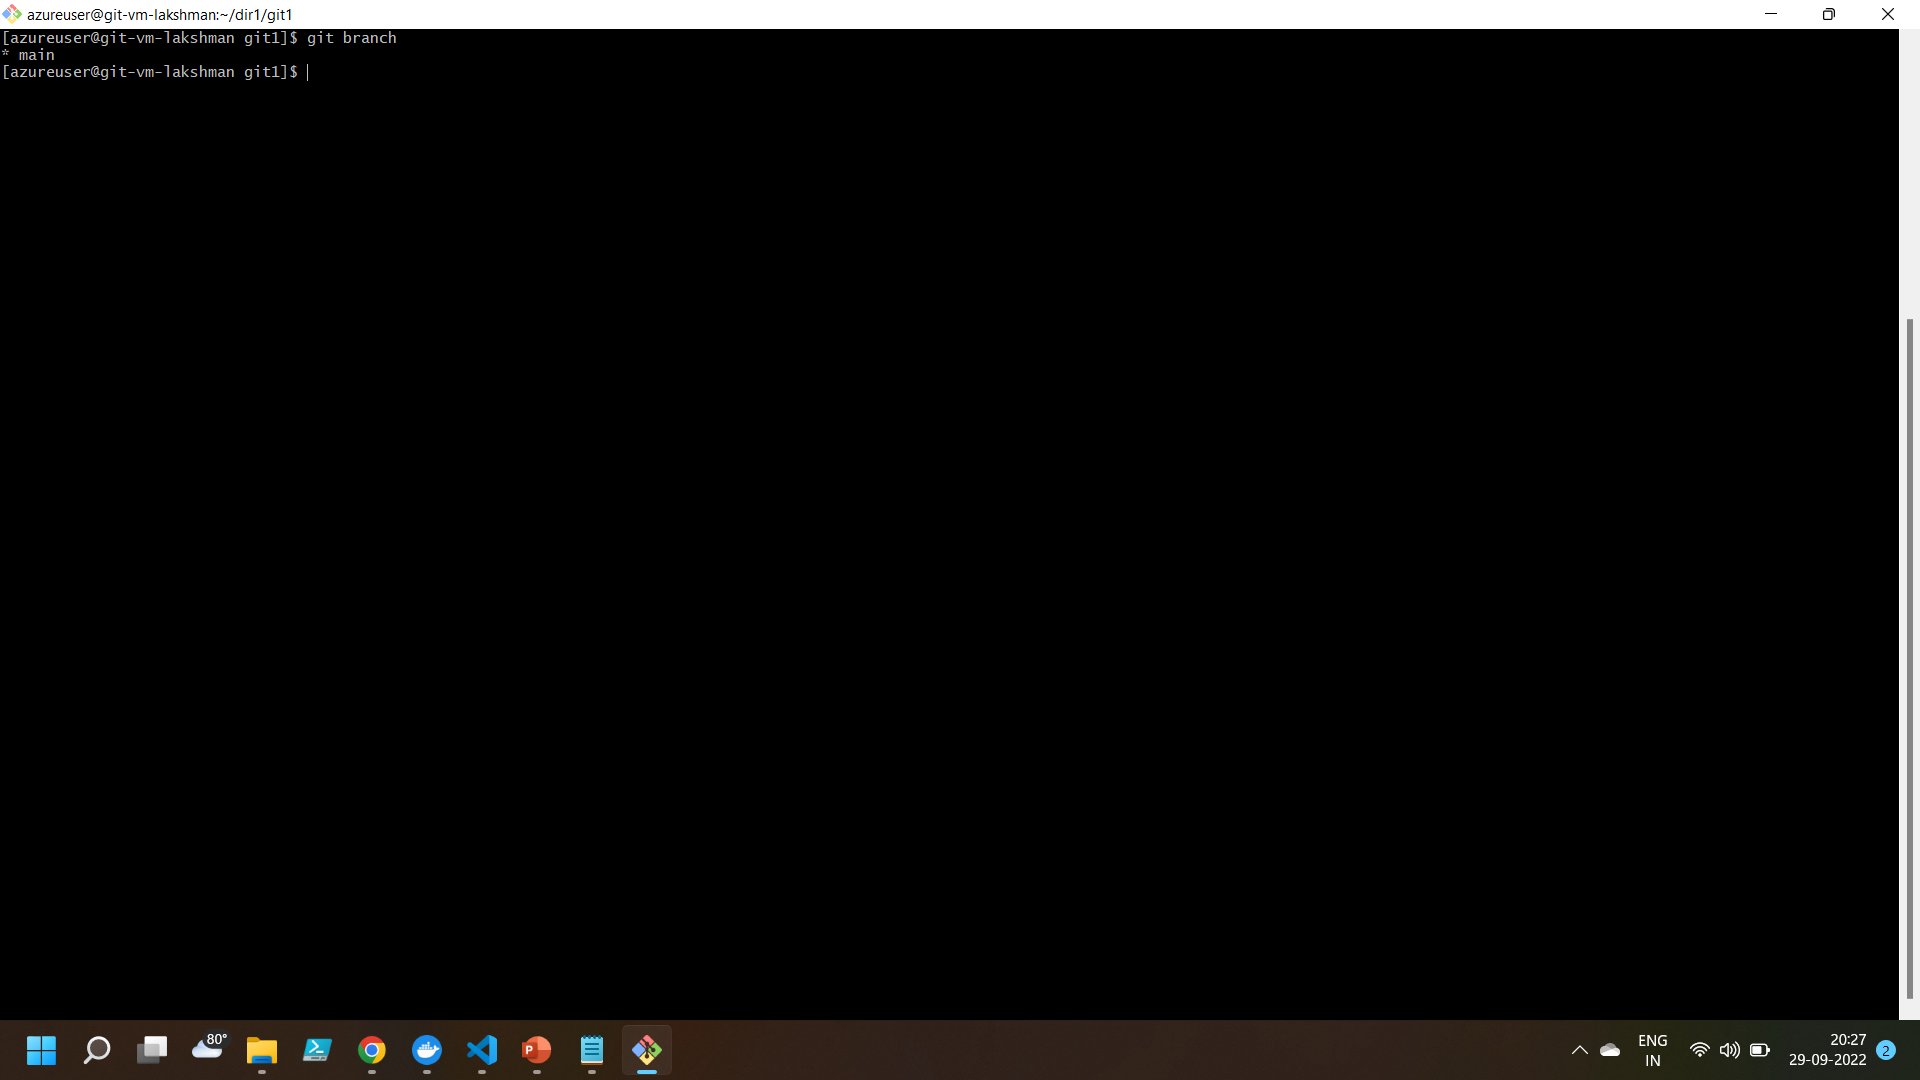 azureuser@git-vm-lakshman:~/dir1/git1
[azureuser@git-vm-lakshman git1]$ git branch
* main
[azureuser@git-vm-lakshman git1]$
80°
P
ENG
IN
20:27
29-09-2022
2